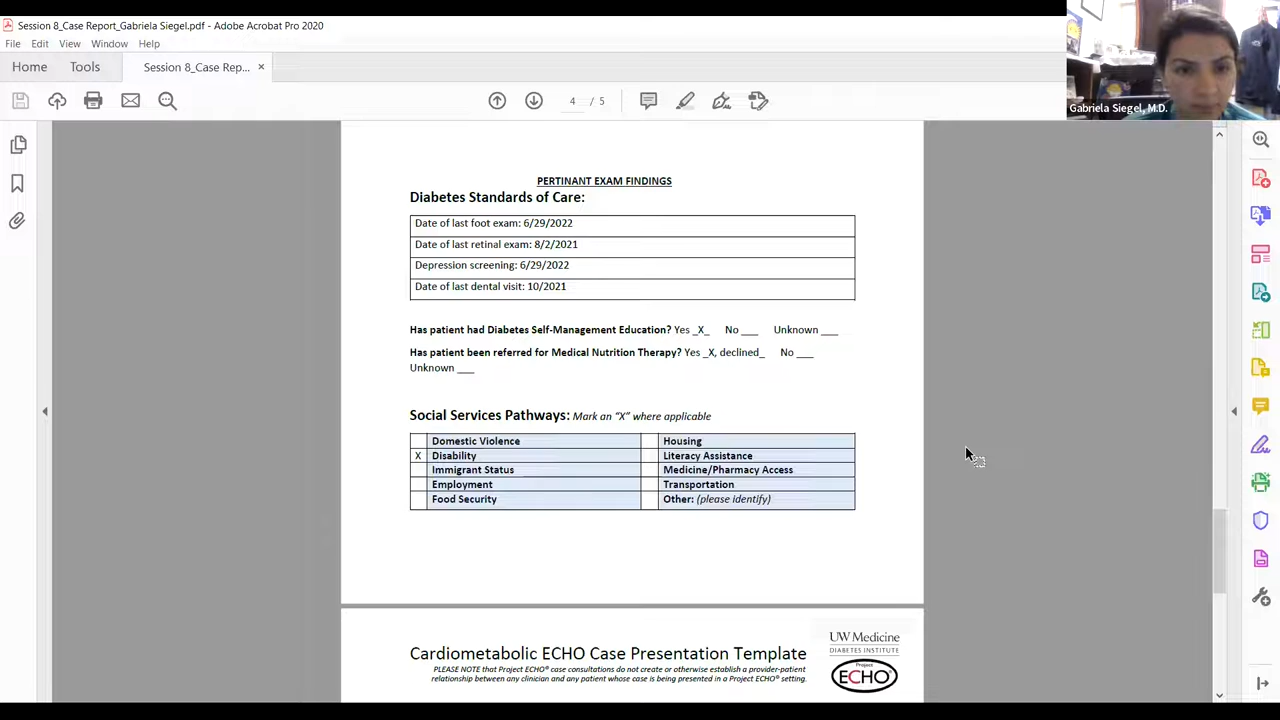 Session 8_Case Report_Gabriela Siegel.pdf - Adobe Acrobat Pro 2020
File Edit View Window Help
Home Tools Session 8_Case Rep... ×
4 / 5
Gabriela Siegel, M.D.
PERTINANT EXAM FINDINGS
Diabetes Standards of Care:
Date of last foot exam: 6/29/2022
Date of last retinal exam: 8/2/2021
Depression screening: 6/29/2022
Date of last dental visit: 10/2021
Has patient had Diabetes Self-Management Education? Yes _X_ No ___ Unknown ___
Has patient been referred for Medical Nutrition Therapy? Yes _X, declined_ No ___
Unknown ___
Social Services Pathways: Mark an "X" where applicable
Domestic Violence Housing
X Disability Literacy Assistance
Immigrant Status Medicine/Pharmacy Access
Employment Transportation
Food Security Other: (please identify)
Cardiometabolic ECHO Case Presentation Template
PLEASE NOTE that Project ECHO® case consultations do not create or otherwise establish a provider-patient
relationship between any clinician and any patient whose case is being presented in a Project ECHO® setting.
UW Medicine
DIABETES INSTITUTE
Project
ECHO